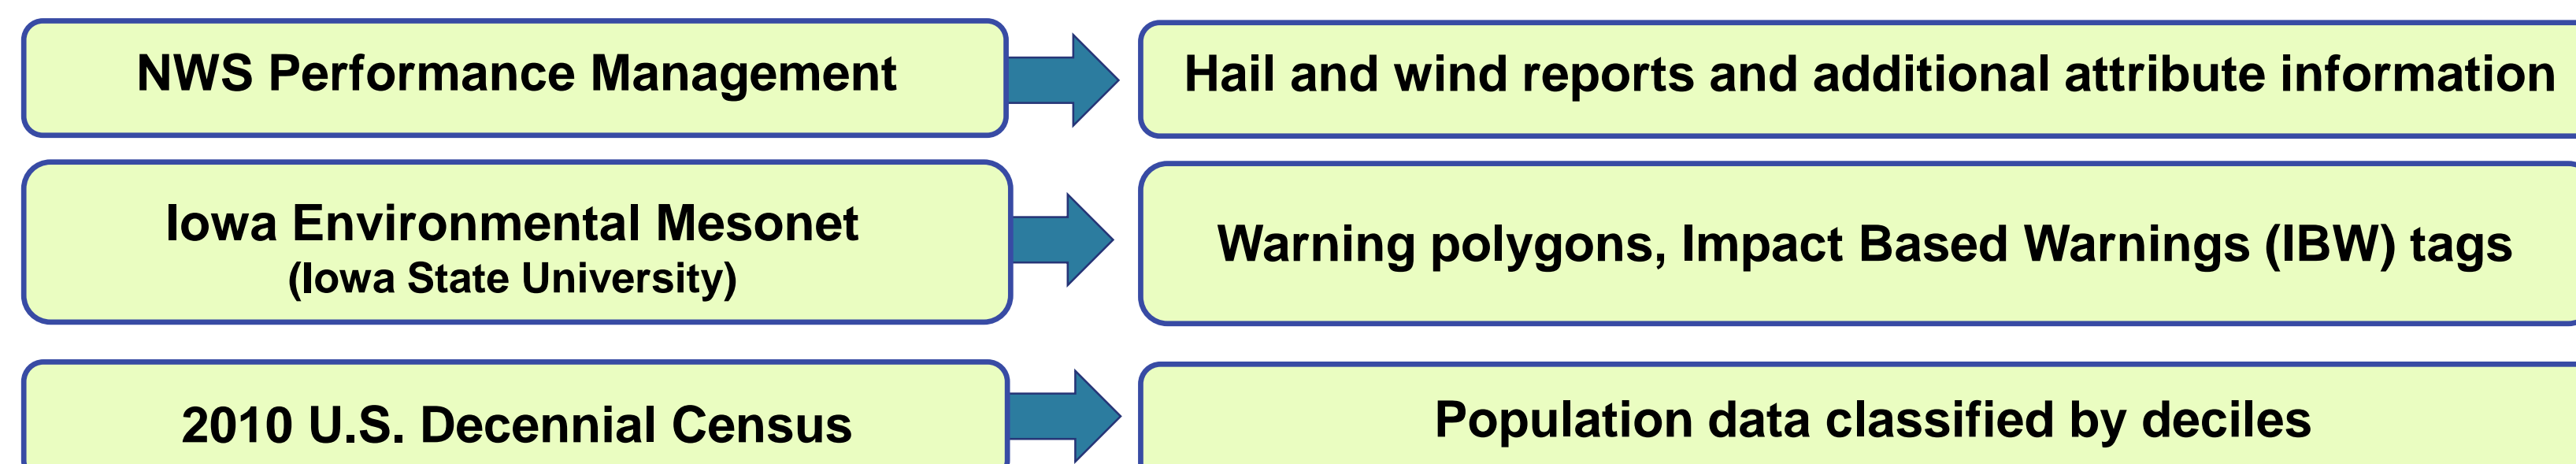 NWS Performance Management
Hail and wind reports and additional attribute information
Iowa Environmental Mesonet
(Iowa State University)
Warning polygons, Impact Based Warnings (IBW) tags
2010 U.S. Decennial Census
Population data classified by deciles